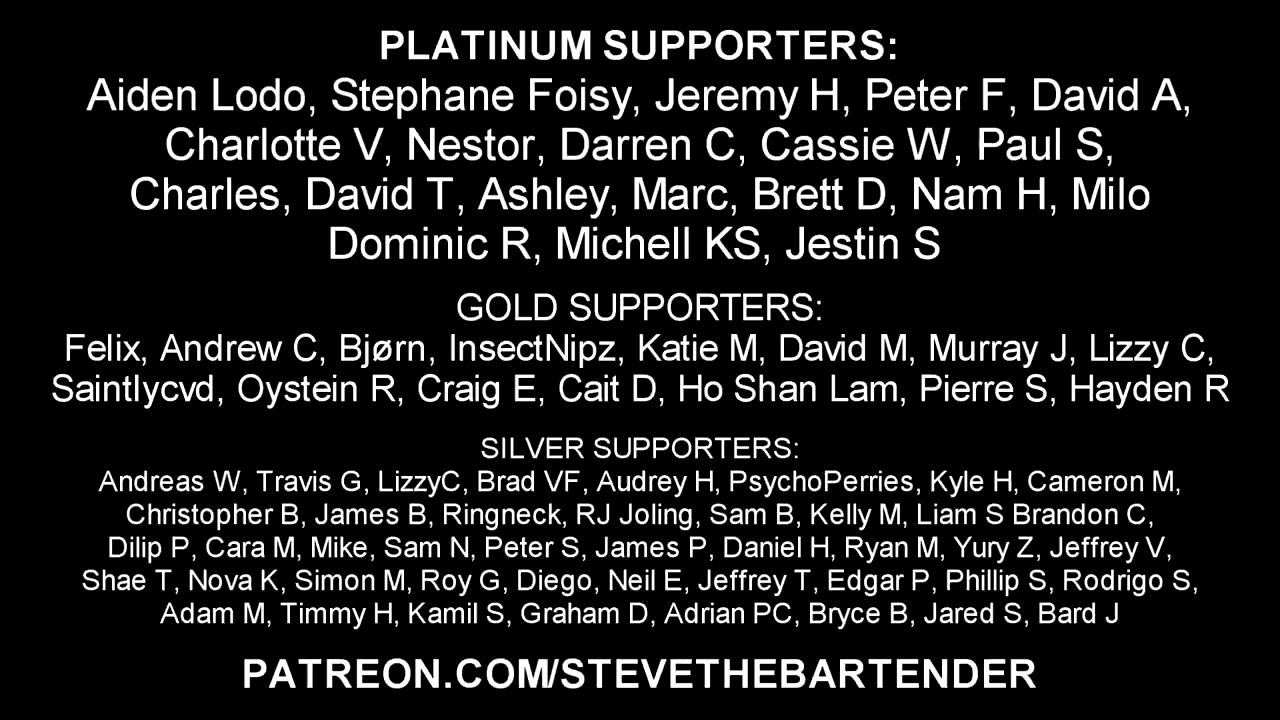 PLATINUM SUPPORTERS:
Aiden Lodo, Stephane Foisy, Jeremy H, Peter F, David A,
Charlotte V, Nestor, Darren C, Cassie W, Paul S,
Charles, David T, Ashley, Marc, Brett D, Nam H, Milo
Dominic R, Michell KS, Jestin S
GOLD SUPPORTERS:
Felix, Andrew C, Bjørn, InsectNipz, Katie M, David M, Murray J, Lizzy C,
Saintlycvd, Oystein R, Craig E, Cait D, Ho Shan Lam, Pierre S, Hayden R
SILVER SUPPORTERS:
Andreas W, Travis G, LizzyC, Brad VF, Audrey H, PsychoPerries, Kyle H, Cameron M,
Christopher B, James B, Ringneck, RJ Joling, Sam B, Kelly M, Liam S Brandon C,
Dilip P, Cara M, Mike, Sam N, Peter S, James P, Daniel H, Ryan M, Yury Z, Jeffrey V,
Shae T, Nova K, Simon M, Roy G, Diego, Neil E, Jeffrey T, Edgar P, Phillip S, Rodrigo S,
Adam M, Timmy H, Kamil S, Graham D, Adrian PC, Bryce B, Jared S, Bard J
PATREON.COM/STEVETHEBARTENDER